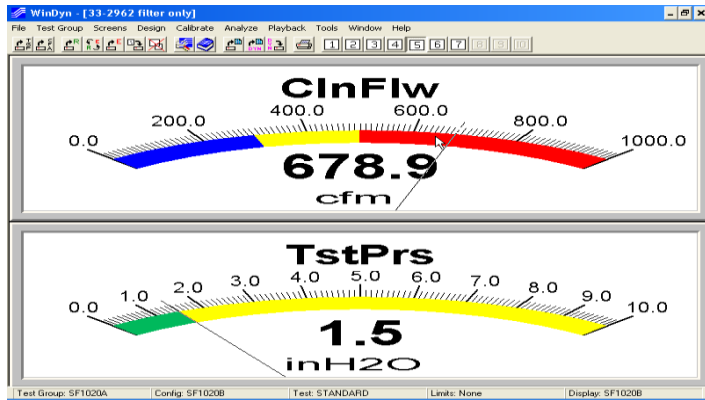 WinDyn - [33-2962 filter only]
File Test Group Screens Design Calibrate Analyze Playback Tools Window Help
1 2 3 4 5 6 7 8 9 10
ClnFlw
0.0 200.0 400.0 600.0 800.0 1000.0
678.9
cfm
TstPrs
0.0 1.0 2.0 3.0 4.0 5.0 6.0 7.0 8.0 9.0 10.0
1.5
inH2O
Test Group: SF1020A Config: SF1020B Test: STANDARD Limits: None Display: SF1020B